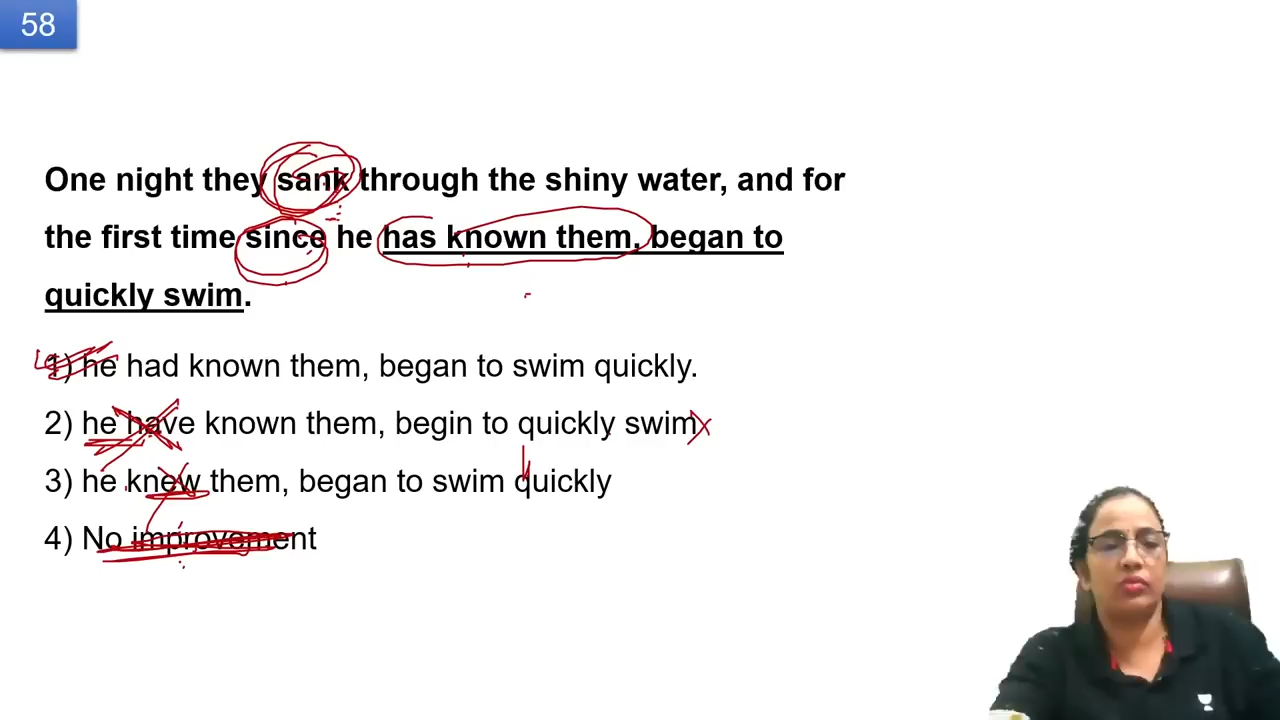 58
One night they sank through the shiny water, and for
the first time since he has known them, began to
quickly swim.
1) he had known them, began to swim quickly.
2) he have known them, begin to quickly swim
3) he knew them, began to swim quickly
4) No improvement